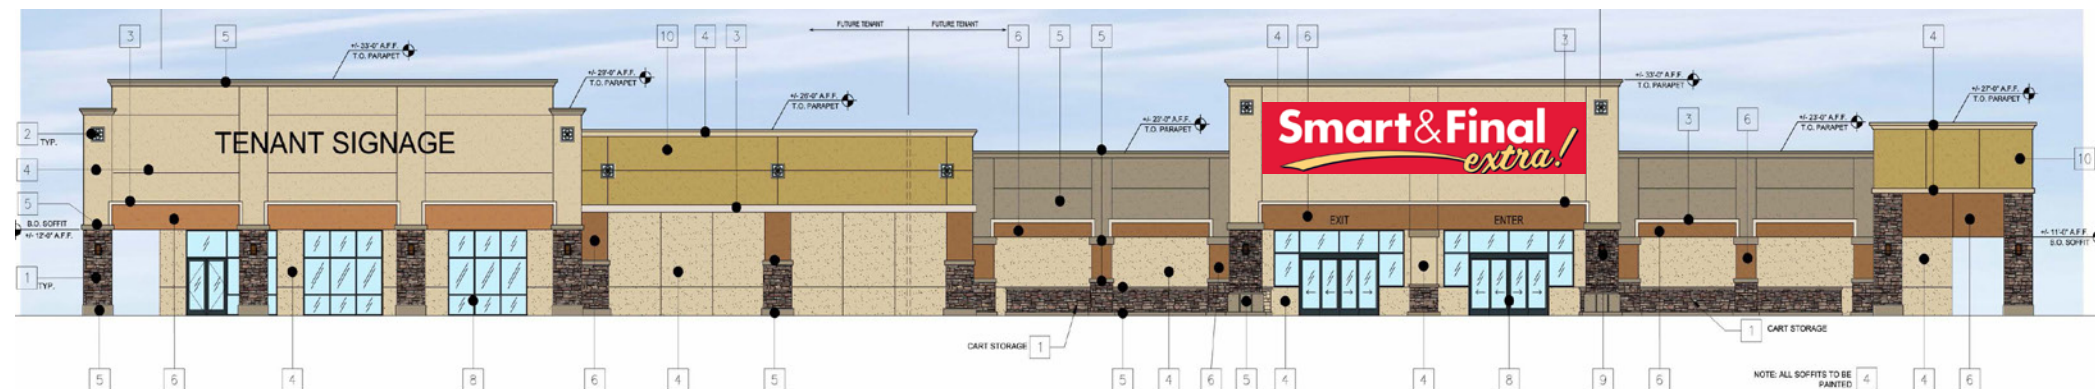 FUTURE TENANT
FUTURE TENANT
3
5
10
4
3
6
5
5
4
6
3
4
+/- 33'-0" A.F.F.
T.O. PARAPET
+/- 29'-0" A.F.F.
T.O. PARAPET
+/- 26'-0" A.F.F.
T.O. PARAPET
+/- 23'-0" A.F.F.
T.O. PARAPET
+/- 33'-0" A.F.F.
T.O. PARAPET
+/- 23'-0" A.F.F.
T.O. PARAPET
+/- 27'-0" A.F.F.
T.O. PARAPET
3
6
2
TYP.
TENANT SIGNAGE
Smart&Final
extra!
10
4
5
B.O. SOFFIT
+/- 12'-0" A.F.F.
EXIT
ENTER
+/- 11'-0" A.F.F.
B.O. SOFFIT
1
TYP.
CART STORAGE 1
1 CART STORAGE
5
6
4
8
6
4
5
5
4
6
5
4
4
8
9
6
NOTE: ALL SOFFITS TO BE
PAINTED 4
4
6